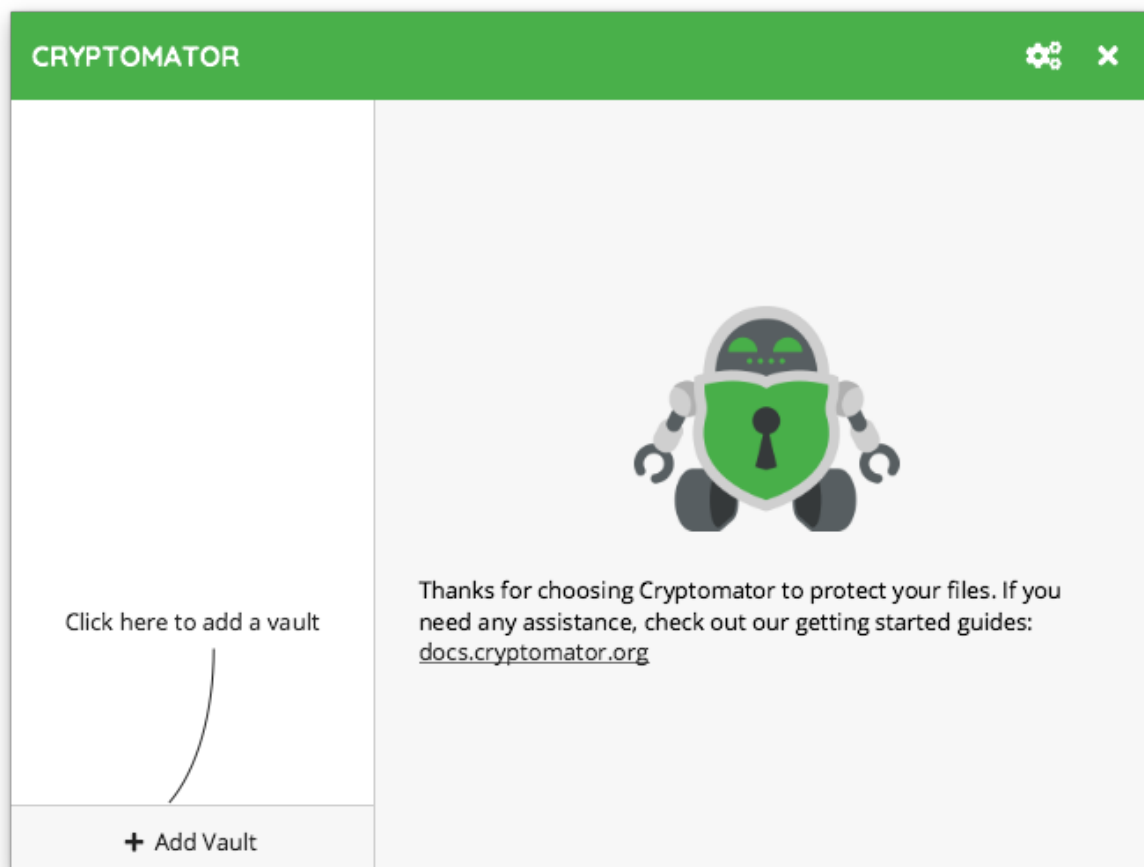 CRYPTOMATOR
Click here to add a vault
+ Add Vault
Thanks for choosing Cryptomator to protect your files. If you
need any assistance, check out our getting started guides:
docs.cryptomator.org